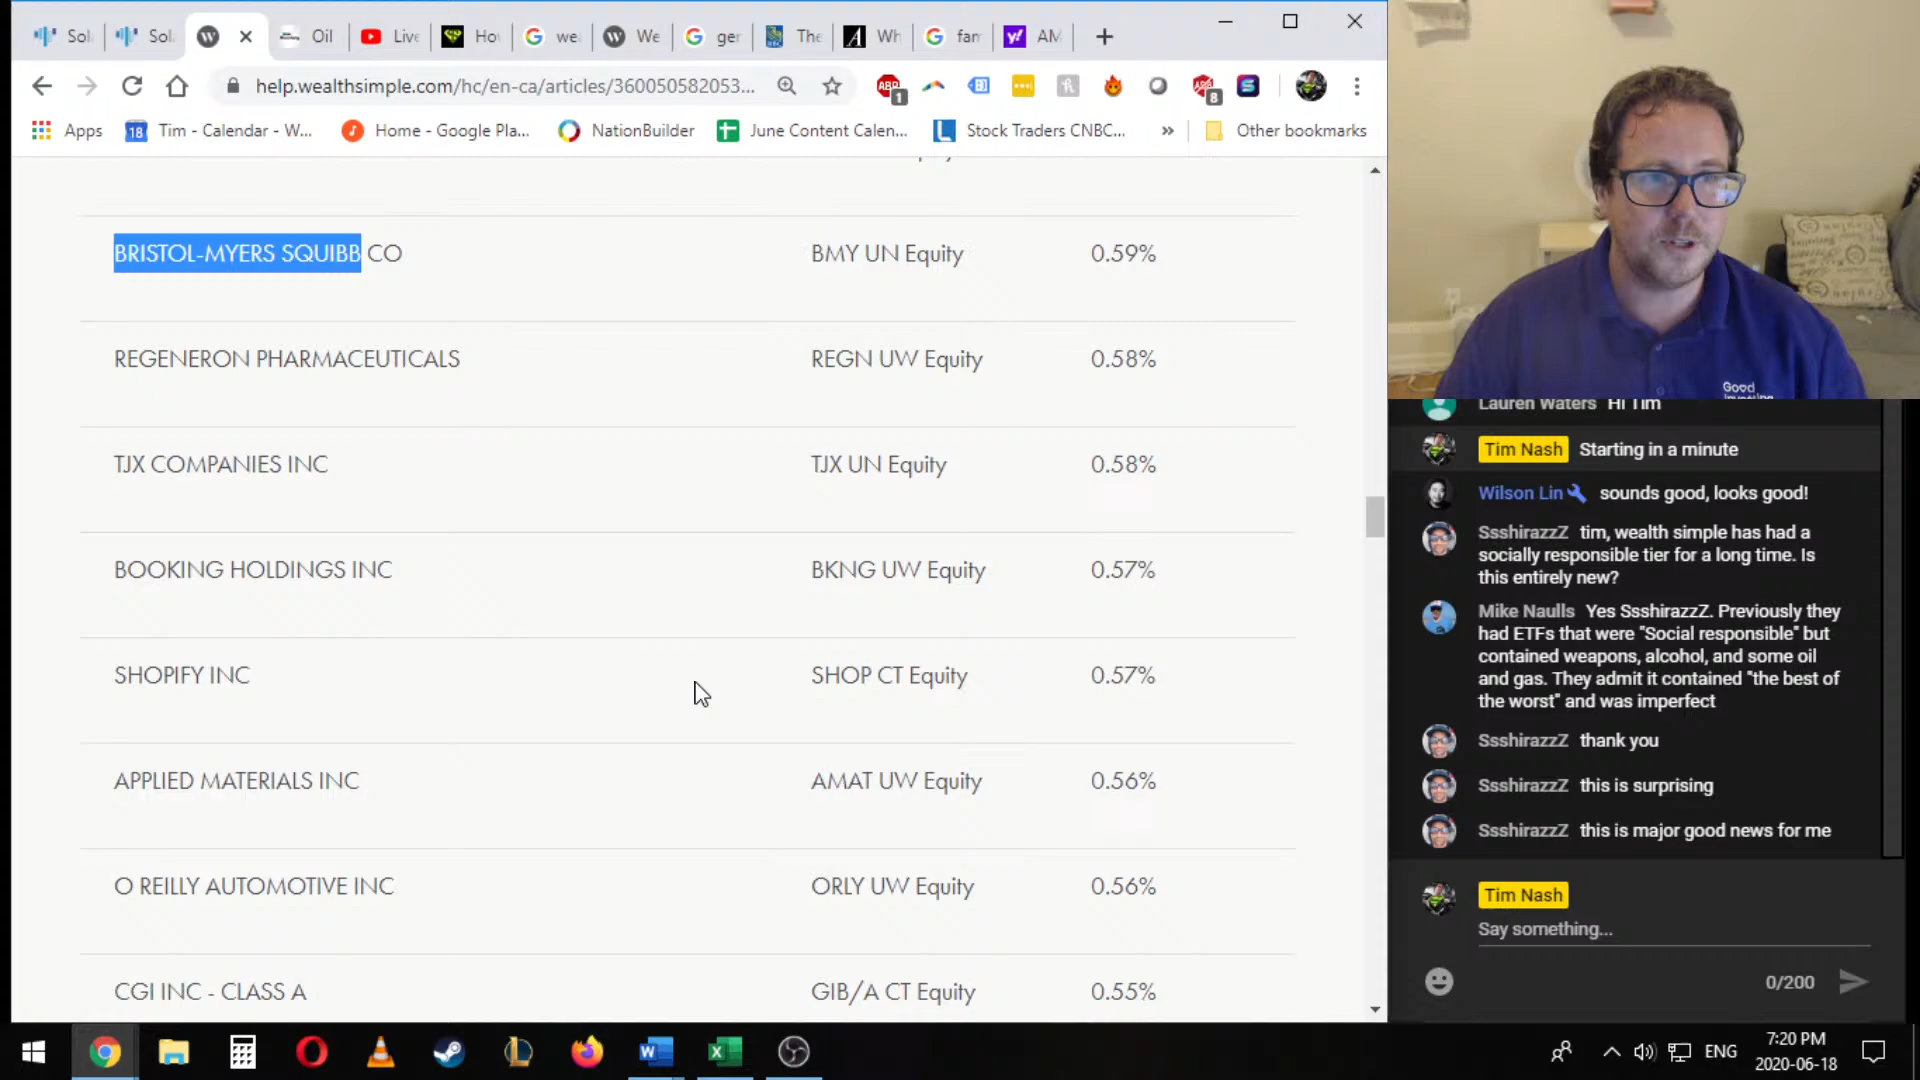 Sol
Sol
Oil
Live
Ho
we
We
ger
The
Wh
fan
AM
help.wealthsimple.com/hc/en-ca/articles/360050582053...
1
8
Apps
18
Tim - Calendar - W...
Home - Google Pla...
NationBuilder
June Content Calen...
Stock Traders CNBC...
»
Other bookmarks
BRISTOL-MYERS SQUIBB CO BMY UN Equity 0.59%
REGENERON PHARMACEUTICALS REGN UW Equity 0.58%
TJX COMPANIES INC TJX UN Equity 0.58%
BOOKING HOLDINGS INC BKNG UW Equity 0.57%
SHOPIFY INC SHOP CT Equity 0.57%
APPLIED MATERIALS INC AMAT UW Equity 0.56%
O REILLY AUTOMOTIVE INC ORLY UW Equity 0.56%
CGI INC - CLASS A GIB/A CT Equity 0.55%
Good
Investing
Lauren Waters Hi Tim
Tim Nash Starting in a minute
Wilson Lin sounds good, looks good!
SsshirazzZ tim, wealth simple has had a
socially responsible tier for a long time. Is
this entirely new?
Mike Naulls Yes SsshirazzZ. Previously they
had ETFs that were "Social responsible" but
contained weapons, alcohol, and some oil
and gas. They admit it contained "the best of
the worst" and was imperfect
SsshirazzZ thank you
SsshirazzZ this is surprising
SsshirazzZ this is major good news for me
Tim Nash
Say something...
0/200
ENG
7:20 PM
2020-06-18